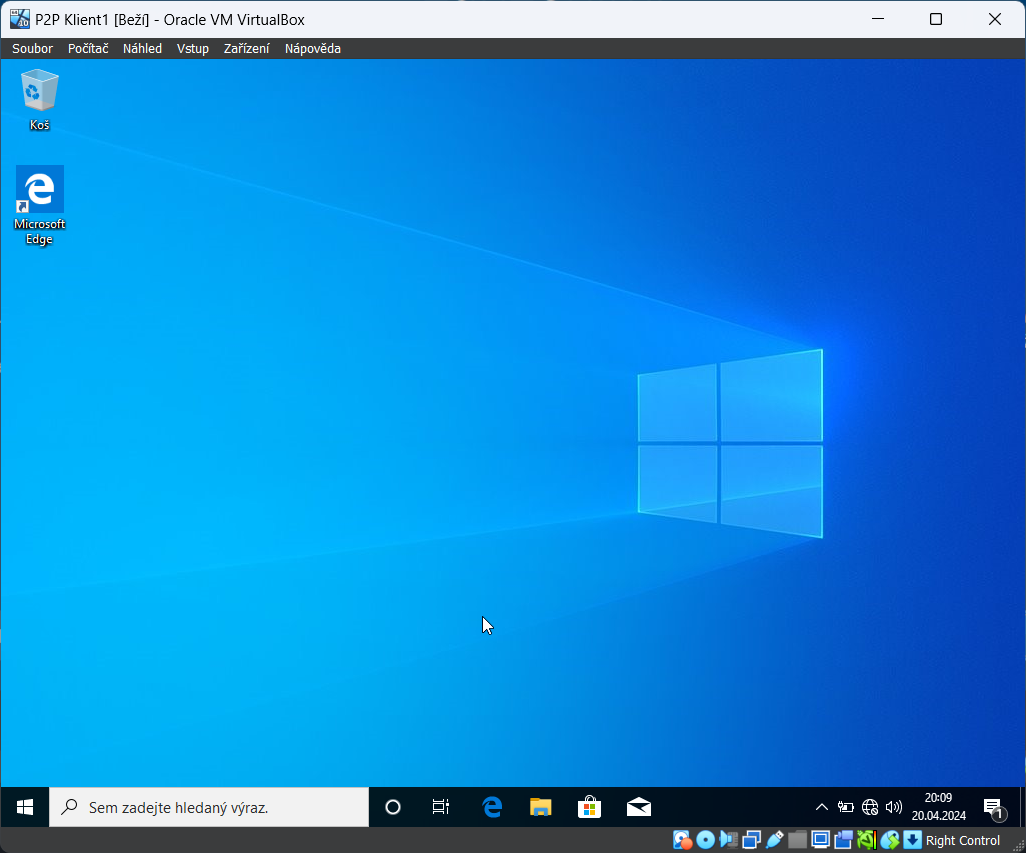 P2P Klient1 [Beží] - Oracle VM VirtualBox
Soubor Počítač Náhled Vstup Zařízení Nápověda
Koš
Microsoft
Edge
Sem zadejte hledaný výraz.
20:09
20.04.2024
1
Right Control